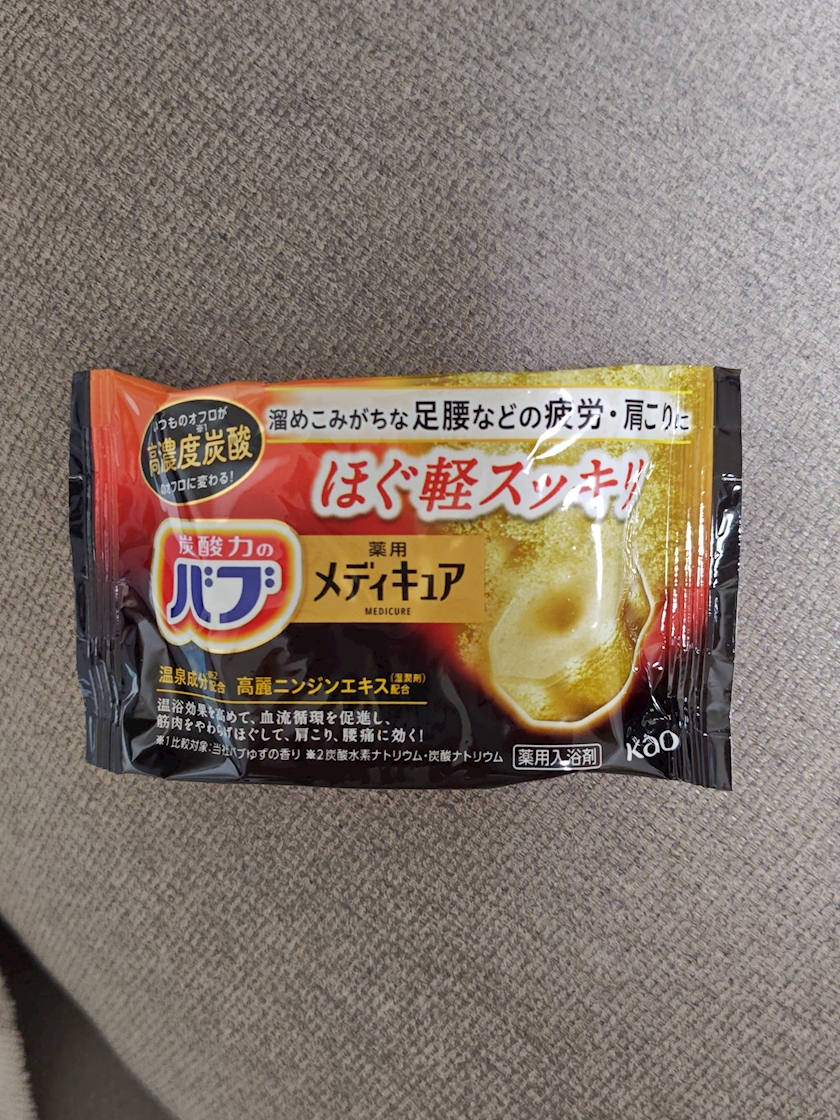 いつものオフロが
※1
高濃度炭酸
のオフロに変わる!
溜めこみがちな足腰などの疲労・肩こりに
ほぐ軽スッキリ
炭酸力の
バブ
薬用
メディキュア
MEDICURE
温泉成分※2配合 高麗ニンジンエキス(湿潤剤)配合
温浴効果を高めて、血流循環を促進し、
筋肉をやわらげほぐして、肩こり、腰痛に効く!
※1比較対象:当社バブゆずの香り ※2炭酸水素ナトリウム・炭酸ナトリウム
薬用入浴剤
Kao